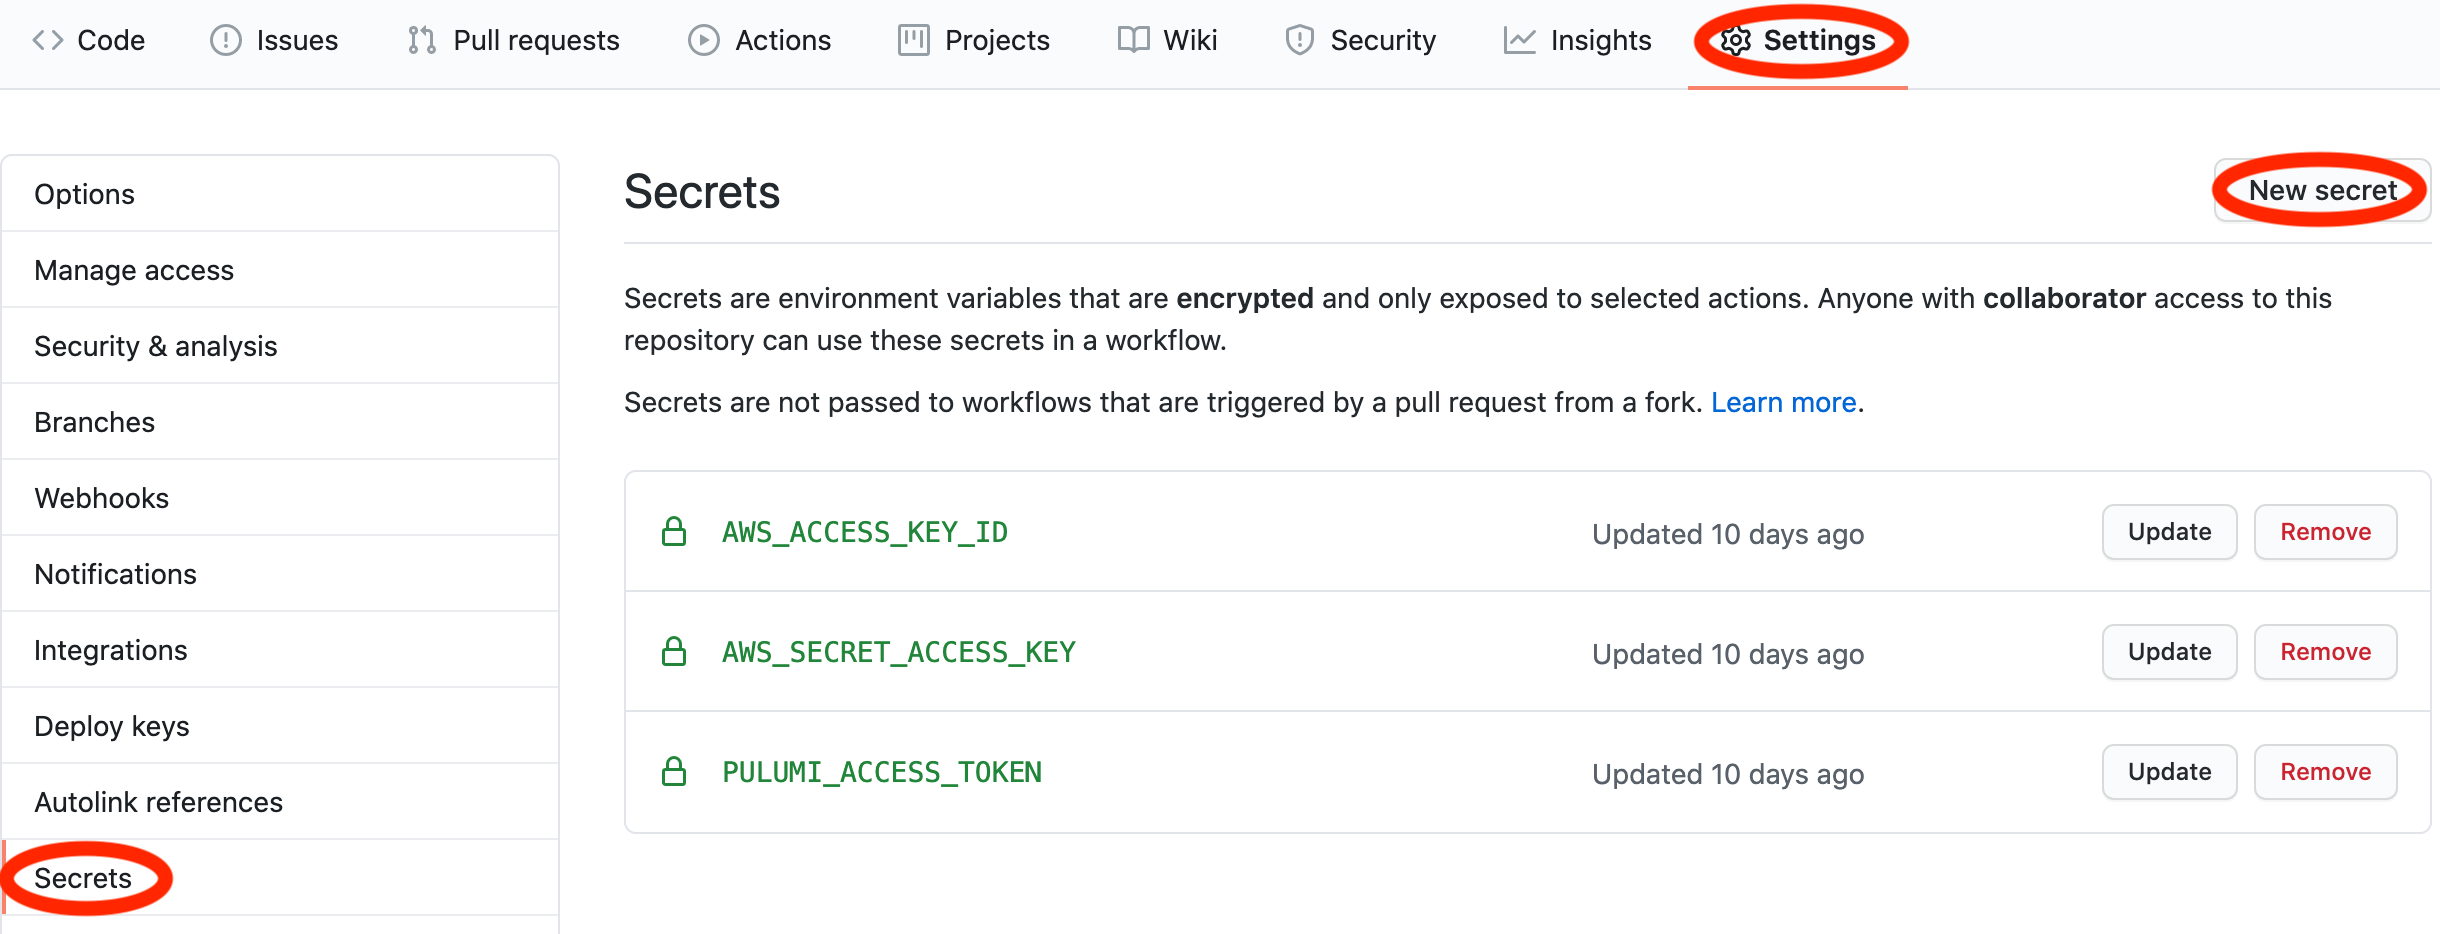 Code Issues Pull requests Actions Projects Wiki Security Insights Settings
Options
Manage access
Security & analysis
Branches
Webhooks
Notifications
Integrations
Deploy keys
Autolink references
Secrets
Secrets New secret
Secrets are environment variables that are encrypted and only exposed to selected actions. Anyone with collaborator access to this
repository can use these secrets in a workflow.
Secrets are not passed to workflows that are triggered by a pull request from a fork. Learn more.
AWS_ACCESS_KEY_ID Updated 10 days ago Update Remove
AWS_SECRET_ACCESS_KEY Updated 10 days ago Update Remove
PULUMI_ACCESS_TOKEN Updated 10 days ago Update Remove